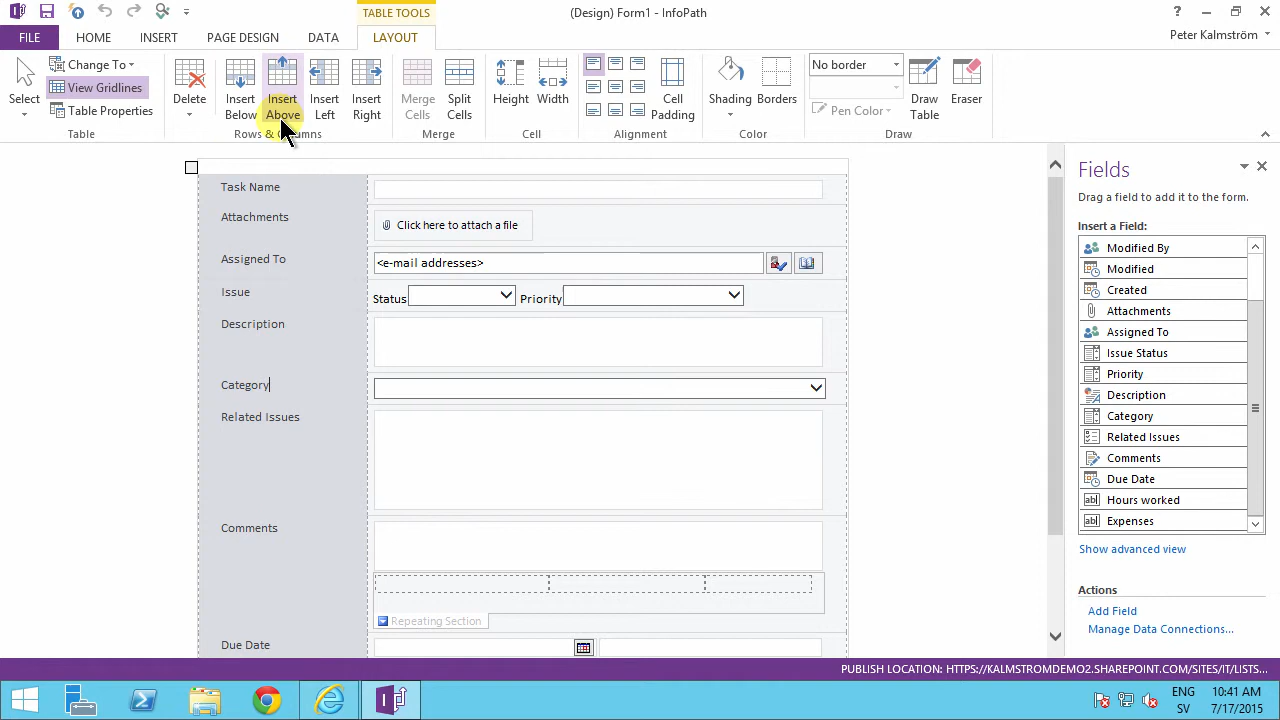 TABLE TOOLS
(Design) Form1 - InfoPath
?
FILE
HOME
INSERT
PAGE DESIGN
DATA
LAYOUT
Peter Kalmström
Select
Change To
View Gridlines
Table Properties
Table
Delete
Insert Below
Insert Above
Insert Left
Insert Right
Rows & Columns
Merge Cells
Split Cells
Merge
Height
Width
Cell
Cell Padding
Alignment
Shading
Borders
Color
No border
Pen Color
Draw Table
Eraser
Draw
Task Name
Attachments
Click here to attach a file
Assigned To
<e-mail addresses>
Issue
Status
Priority
Description
Category
Related Issues
Comments
Repeating Section
Due Date
Fields
Drag a field to add it to the form.
Insert a Field:
Modified By
Modified
Created
Attachments
Assigned To
Issue Status
Priority
Description
Category
Related Issues
Comments
Due Date
Hours worked
Expenses
Show advanced view
Actions
Add Field
Manage Data Connections...
PUBLISH LOCATION: HTTPS://KALMSTROMDEMO2.SHAREPOINT.COM/SITES/IT/LISTS...
ENG
SV
10:41 AM
7/17/2015